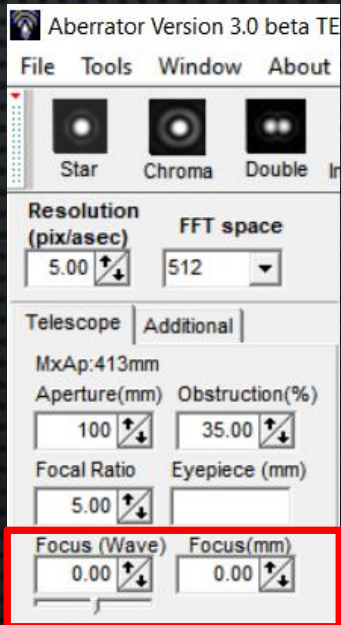 Aberrator Version 3.0 beta TE
File Tools Window About
Star Chroma Double
Resolution (pix/asec) FFT space
5.00 512
Telescope Additional
MxAp:413mm
Aperture(mm) Obstruction(%)
100 35.00
Focal Ratio Eyepiece (mm)
5.00
Focus (Wave) Focus(mm)
0.00 0.00